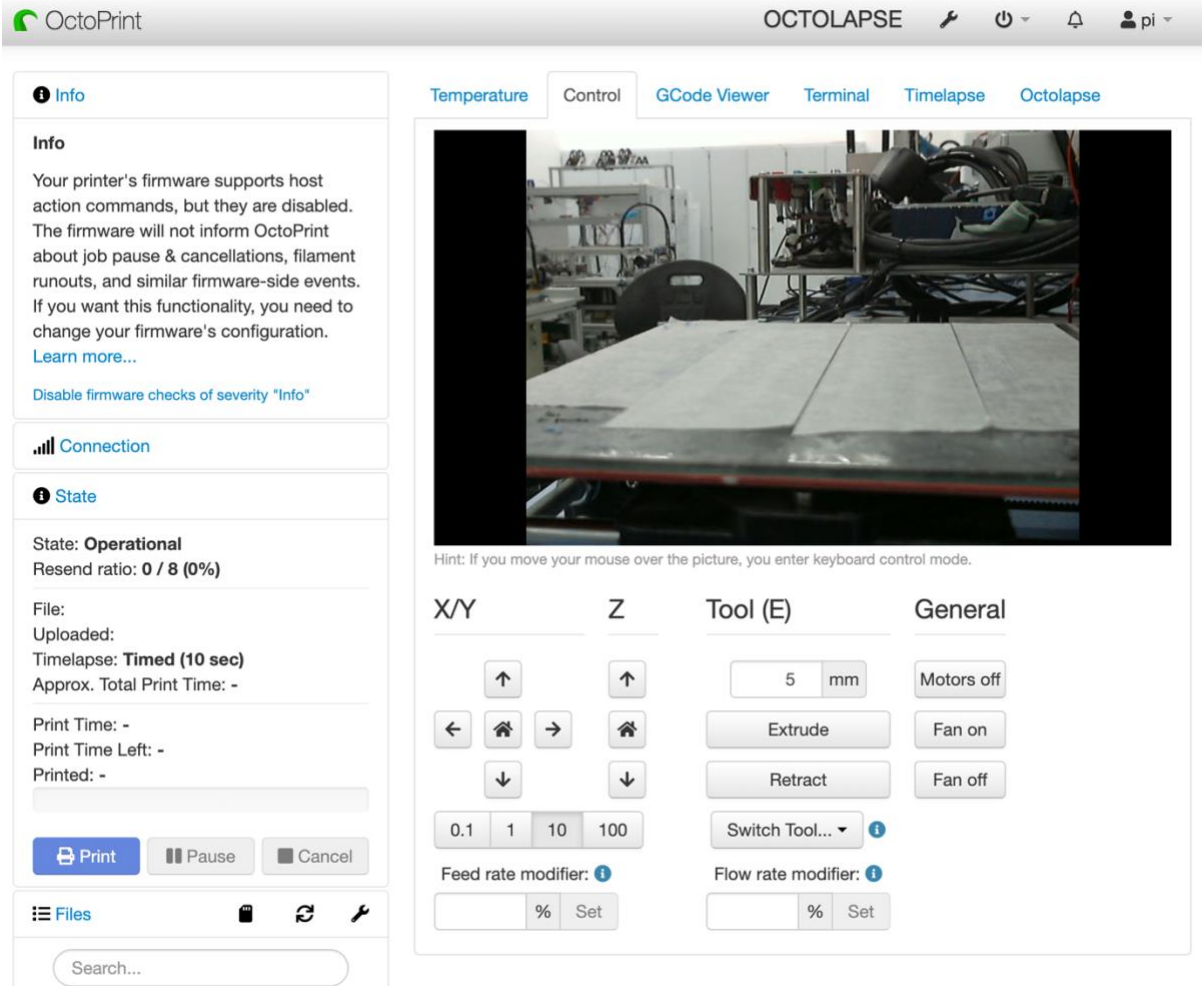 OctoPrint
OCTOLAPSE
pi
Info
Info
Your printer's firmware supports host
action commands, but they are disabled.
The firmware will not inform OctoPrint
about job pause & cancellations, filament
runouts, and similar firmware-side events.
If you want this functionality, you need to
change your firmware's configuration.
Learn more...
Disable firmware checks of severity "Info"
Connection
State
State: Operational
Resend ratio: 0 / 8 (0%)
File:
Uploaded:
Timelapse: Timed (10 sec)
Approx. Total Print Time: -
Print Time: -
Print Time Left: -
Printed: -
Print Pause Cancel
Files
Search...
Temperature Control GCode Viewer Terminal Timelapse Octolapse
Hint: If you move your mouse over the picture, you enter keyboard control mode.
X/Y Z Tool (E) General
5 mm Motors off
Extrude Fan on
Retract Fan off
0.1 1 10 100 Switch Tool...
Feed rate modifier: Flow rate modifier:
% Set % Set